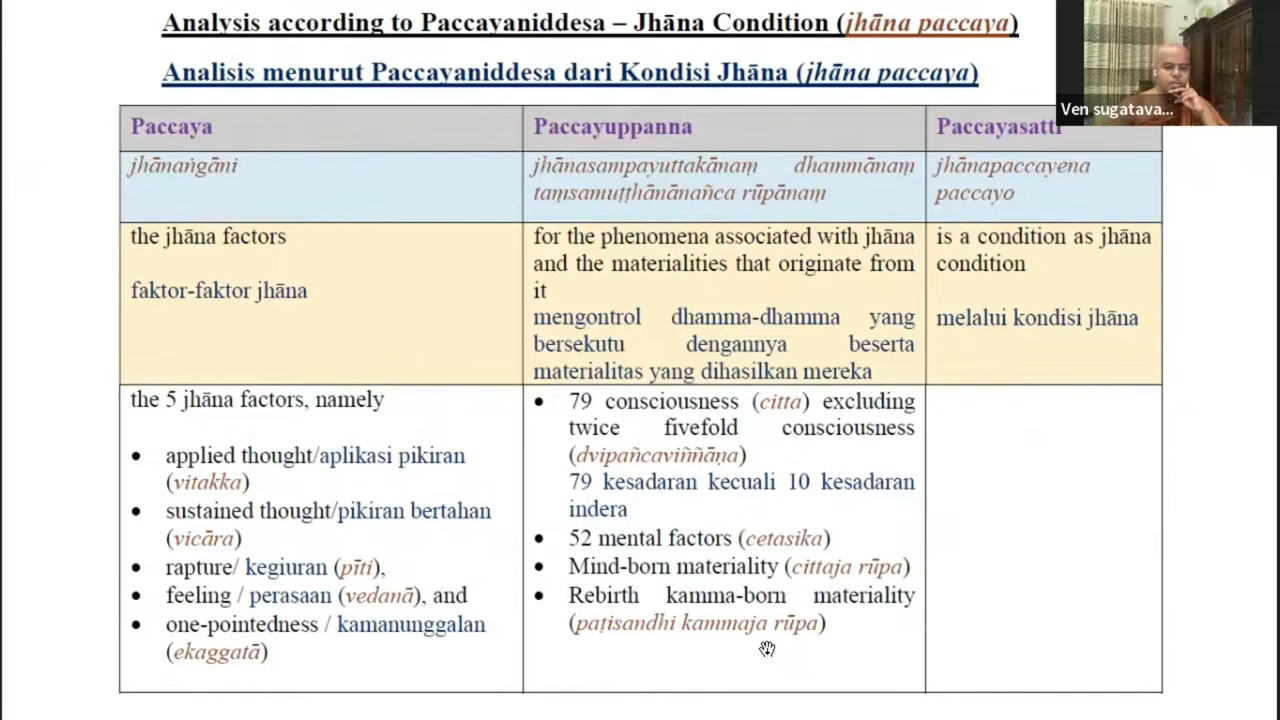 Analysis according to Paccayaniddesa – Jhāna Condition (jhāna paccaya)
Analisis menurut Paccayaniddesa dari Kondisi Jhāna (jhāna paccaya)
Ven sugatava...
Paccaya
Paccayuppanna
Paccayasatti
jhānaṅgāni
jhānasampayuttakānaṃ dhammānaṃ
taṃsamuṭṭhānānañca rūpānaṃ
jhānapaccayena
paccayo
the jhāna factors
faktor-faktor jhāna
for the phenomena associated with jhāna
and the materialities that originate from
it
mengontrol dhamma-dhamma yang
bersekutu dengannya beserta
materialitas yang dihasilkan mereka
is a condition as jhāna
condition
melalui kondisi jhāna
the 5 jhāna factors, namely
• applied thought/aplikasi pikiran
(vitakka)
• sustained thought/pikiran bertahan
(vicāra)
• rapture/ kegiuran (pīti),
• feeling / perasaan (vedanā), and
• one-pointedness / kamanunggalan
(ekaggatā)
• 79 consciousness (citta) excluding
twice fivefold consciousness
(dvipañcaviññāṇa)
79 kesadaran kecuali 10 kesadaran
indera
• 52 mental factors (cetasika)
• Mind-born materiality (cittaja rūpa)
• Rebirth kamma-born materiality
(paṭisandhi kammaja rūpa)